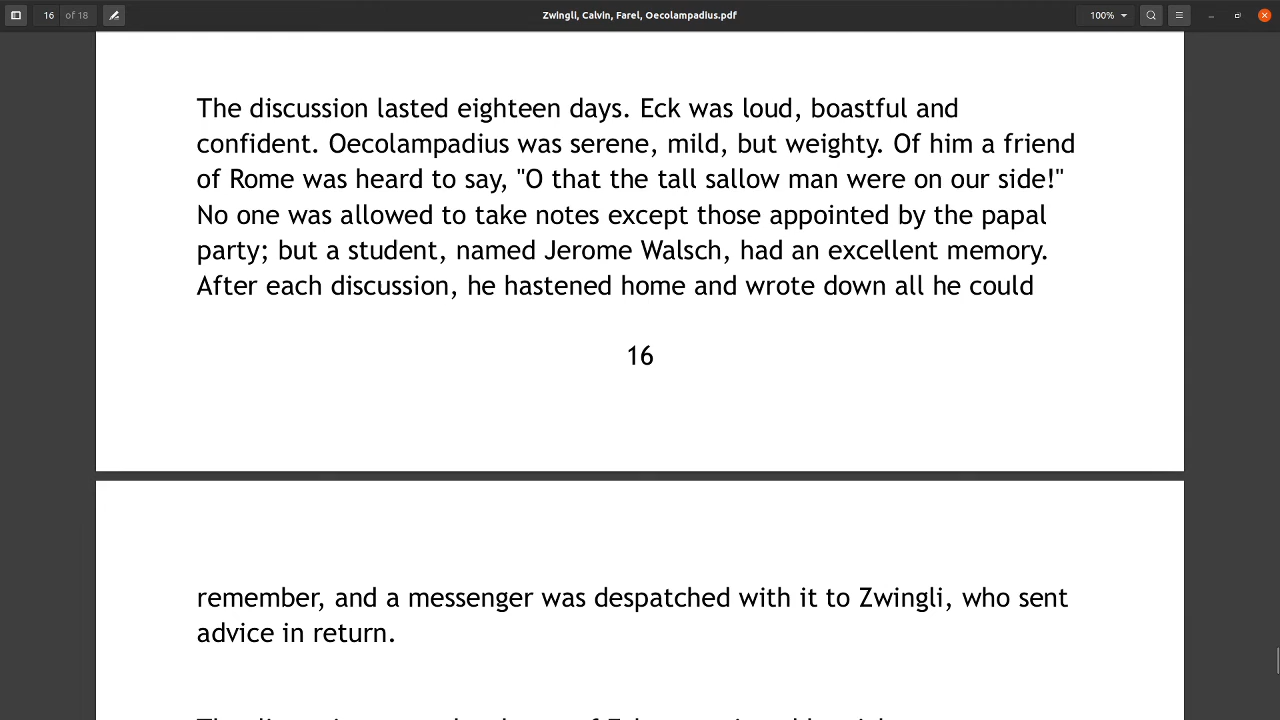 16 of 18
Zwingli, Calvin, Farel, Oecolampadius.pdf
100%
The discussion lasted eighteen days. Eck was loud, boastful and
confident. Oecolampadius was serene, mild, but weighty. Of him a friend
of Rome was heard to say, "O that the tall sallow man were on our side!"
No one was allowed to take notes except those appointed by the papal
party; but a student, named Jerome Walsch, had an excellent memory.
After each discussion, he hastened home and wrote down all he could
16
remember, and a messenger was despatched with it to Zwingli, who sent
advice in return.